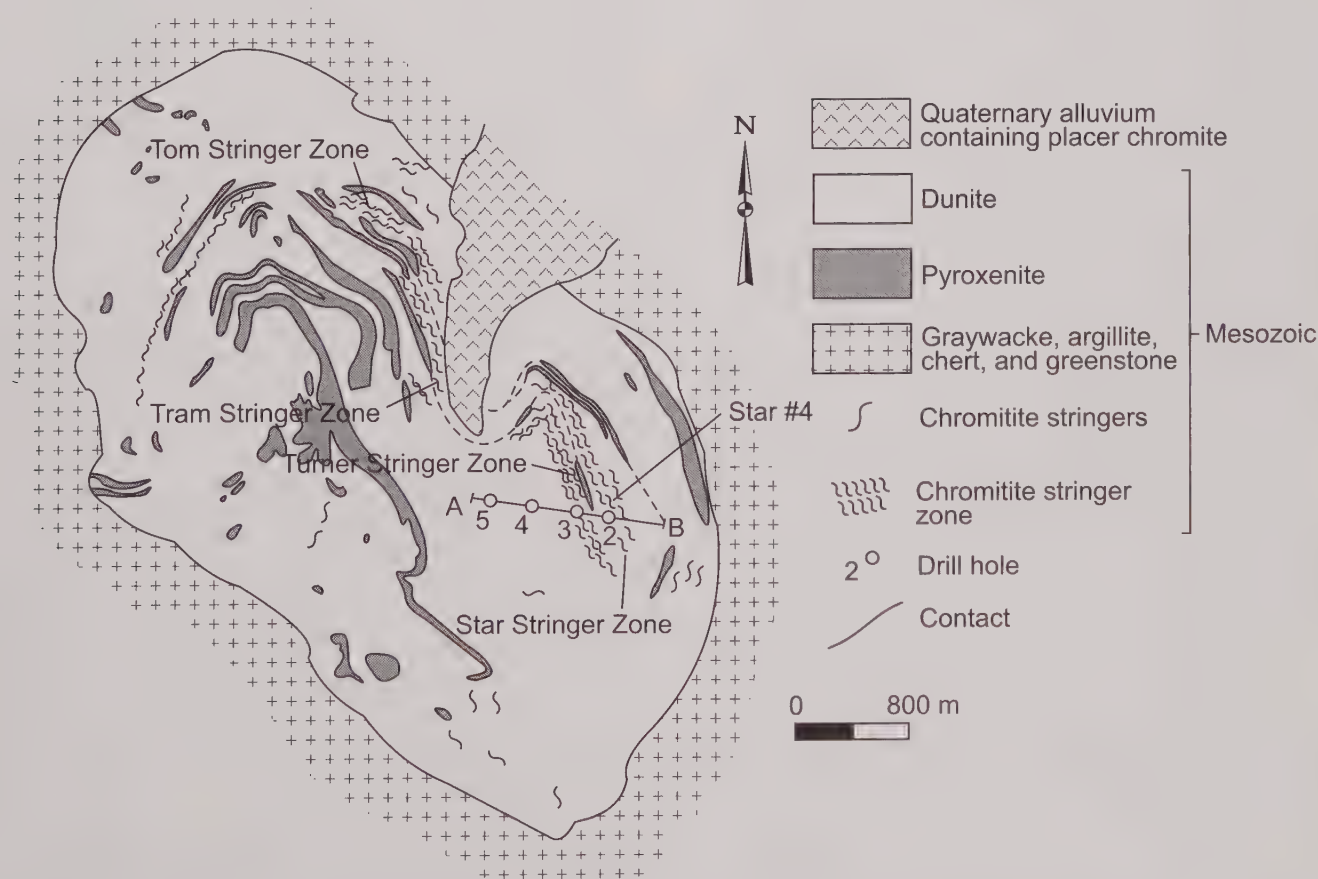 Tom Stringer Zone
Tram Stringer Zone
Turner Stringer Zone
Star #4
A
5
4
3
2
B
Star Stringer Zone
N
Quaternary alluvium
containing placer chromite
Dunite
Pyroxenite
Graywacke, argillite,
chert, and greenstone
Mesozoic
Chromitite stringers
Chromitite stringer
zone
2
Drill hole
Contact
0 800 m